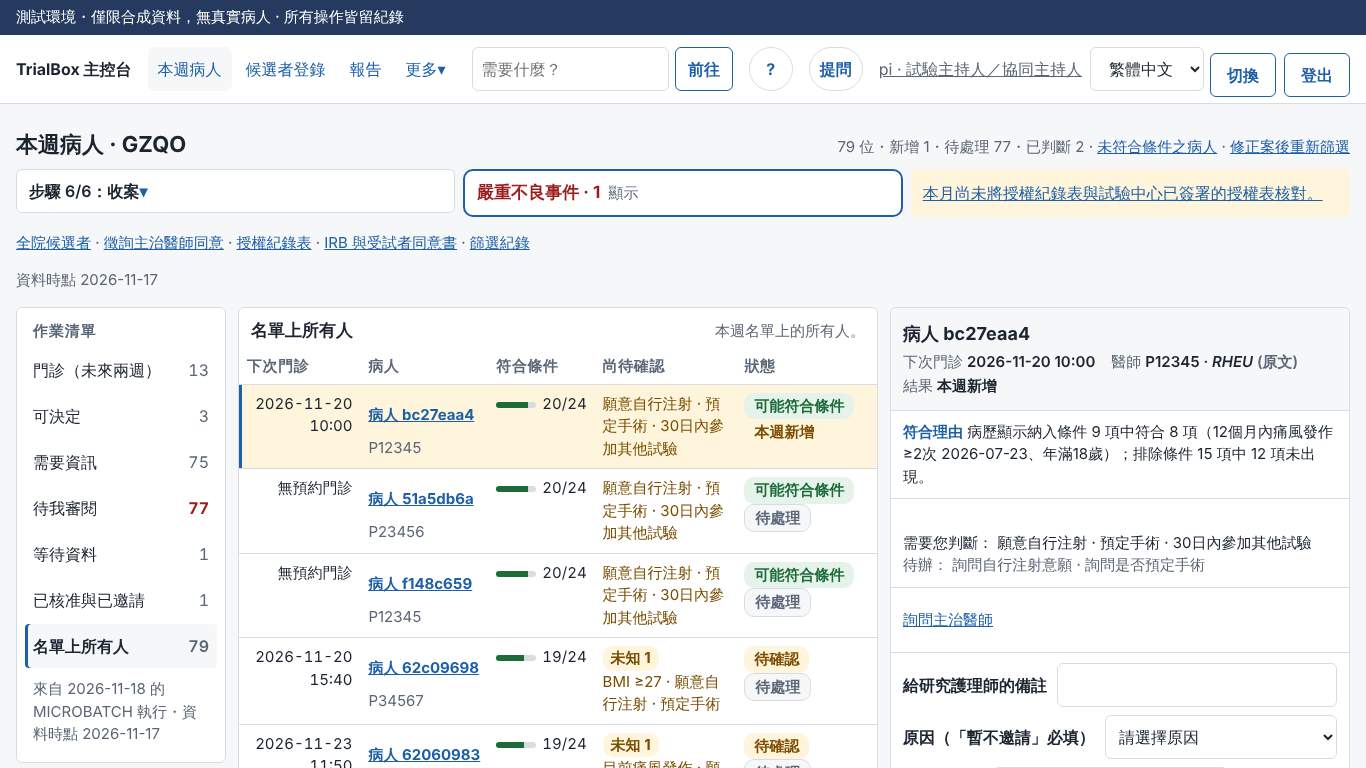 測試環境・僅限合成資料，無真實病人 · 所有操作皆留紀錄
TrialBox 主控台
本週病人
候選者登錄
報告
更多▾
需要什麼？
前往
?
提問
pi · 試驗主持人／協同主持人
繁體中文
切換
登出
本週病人 · GZQO
79 位・新增 1・待處理 77・已判斷 2 · 未符合條件之病人 · 修正案後重新篩選
步驟 6/6：收案▾
嚴重不良事件 · 1 顯示
本月尚未將授權紀錄表與試驗中心已簽署的授權表核對。
全院候選者 · 徵詢主治醫師同意 · 授權紀錄表 · IRB 與受試者同意書 · 篩選紀錄
資料時點 2026-11-17
作業清單
門診（未來兩週） 13
可決定 3
需要資訊 75
待我審閱 77
等待資料 1
已核准與已邀請 1
名單上所有人 79
來自 2026-11-18 的
MICROBATCH 執行・資
料時點 2026-11-17
名單上所有人
本週名單上的所有人。
下次門診 病人 符合條件 尚待確認 狀態
2026-11-20
10:00
病人 bc27eaa4
P12345
20/24
願意自行注射 · 預
定手術 · 30日內參
加其他試驗
可能符合條件
本週新增
無預約門診
病人 51a5db6a
P23456
20/24
願意自行注射 · 預
定手術 · 30日內參
加其他試驗
可能符合條件
待處理
無預約門診
病人 f148c659
P12345
20/24
願意自行注射 · 預
定手術 · 30日內參
加其他試驗
可能符合條件
待處理
2026-11-20
15:40
病人 62c09698
P34567
19/24
未知 1
BMI ≥27 · 願意自
行注射 · 預定手術
待確認
待處理
2026-11-23
11:50
病人 62060983
19/24
未知 1
目前痛風發作 · 願
待確認
待處理
病人 bc27eaa4
下次門診 2026-11-20 10:00 醫師 P12345 · RHEU (原文)
結果 本週新增
符合理由 病歷顯示納入條件 9 項中符合 8 項（12個月內痛風發作
≥2次 2026-07-23、年滿18歲）；排除條件 15 項中 12 項未出
現。
需要您判斷： 願意自行注射 · 預定手術 · 30日內參加其他試驗
待辦： 詢問自行注射意願 · 詢問是否預定手術
詢問主治醫師
給研究護理師的備註
原因（「暫不邀請」必填）
請選擇原因